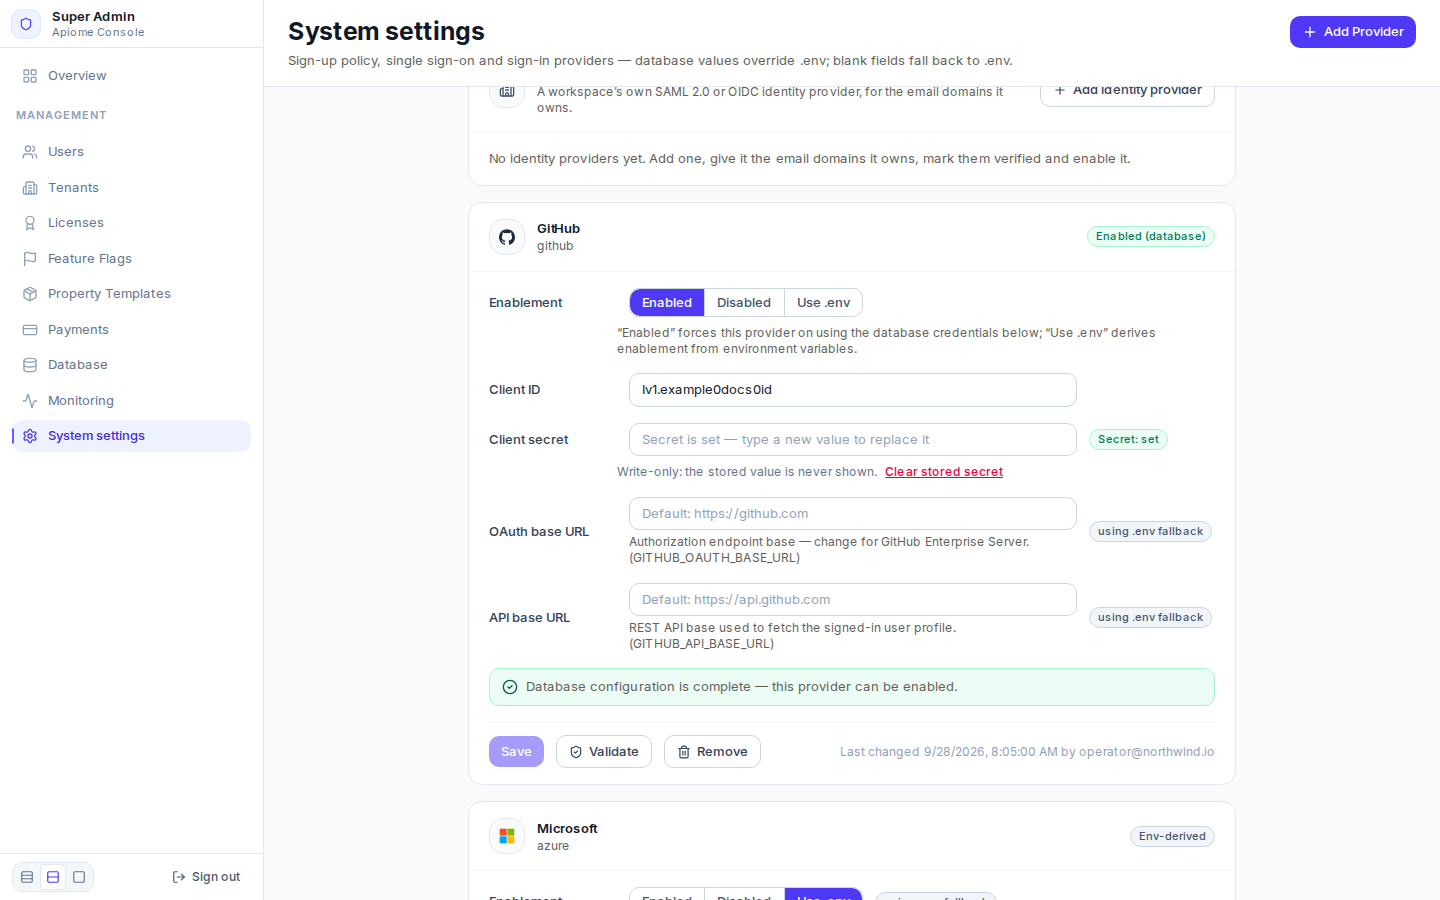 Super Admin
Apiome Console
Overview
MANAGEMENT
Users
Tenants
Licenses
Feature Flags
Property Templates
Payments
Database
Monitoring
System settings
Sign out
System settings
Sign-up policy, single sign-on and sign-in providers — database values override .env; blank fields fall back to .env.
Add Provider
A workspace's own SAML 2.0 or OIDC identity provider, for the email domains it
owns.
Add identity provider
No identity providers yet. Add one, give it the email domains it owns, mark them verified and enable it.
GitHub
github
Enabled (database)
Enablement
Enabled
Disabled
Use .env
“Enabled” forces this provider on using the database credentials below; “Use .env” derives
enablement from environment variables.
Client ID
Iv1.example0docs0id
Client secret
Secret is set — type a new value to replace it
Secret: set
Write-only: the stored value is never shown. Clear stored secret
OAuth base URL
Default: https://github.com
using .env fallback
Authorization endpoint base — change for GitHub Enterprise Server.
(GITHUB_OAUTH_BASE_URL)
API base URL
Default: https://api.github.com
using .env fallback
REST API base used to fetch the signed-in user profile.
(GITHUB_API_BASE_URL)
Database configuration is complete — this provider can be enabled.
Save
Validate
Remove
Last changed 9/28/2026, 8:05:00 AM by operator@northwind.io
Microsoft
azure
Env-derived
Enablement
Enabled
Disabled
Use .env